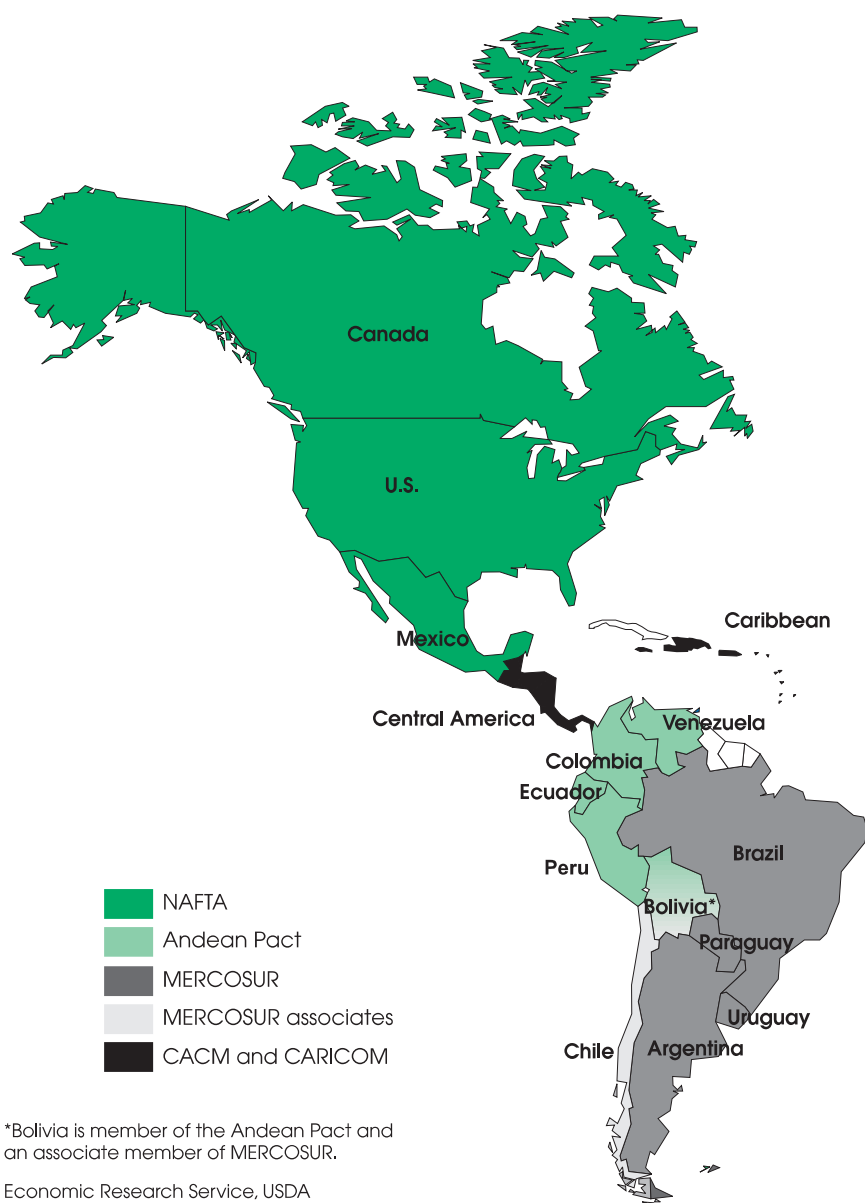 Canada
U.S.
Mexico
Caribbean
Central America
Venezuela
Colombia
Ecuador
Peru
Brazil
Bolivia*
Paraguay
Uruguay
Chile
Argentina
NAFTA
Andean Pact
MERCOSUR
MERCOSUR associates
CACM and CARICOM
*Bolivia is member of the Andean Pact and
an associate member of MERCOSUR.
Economic Research Service, USDA